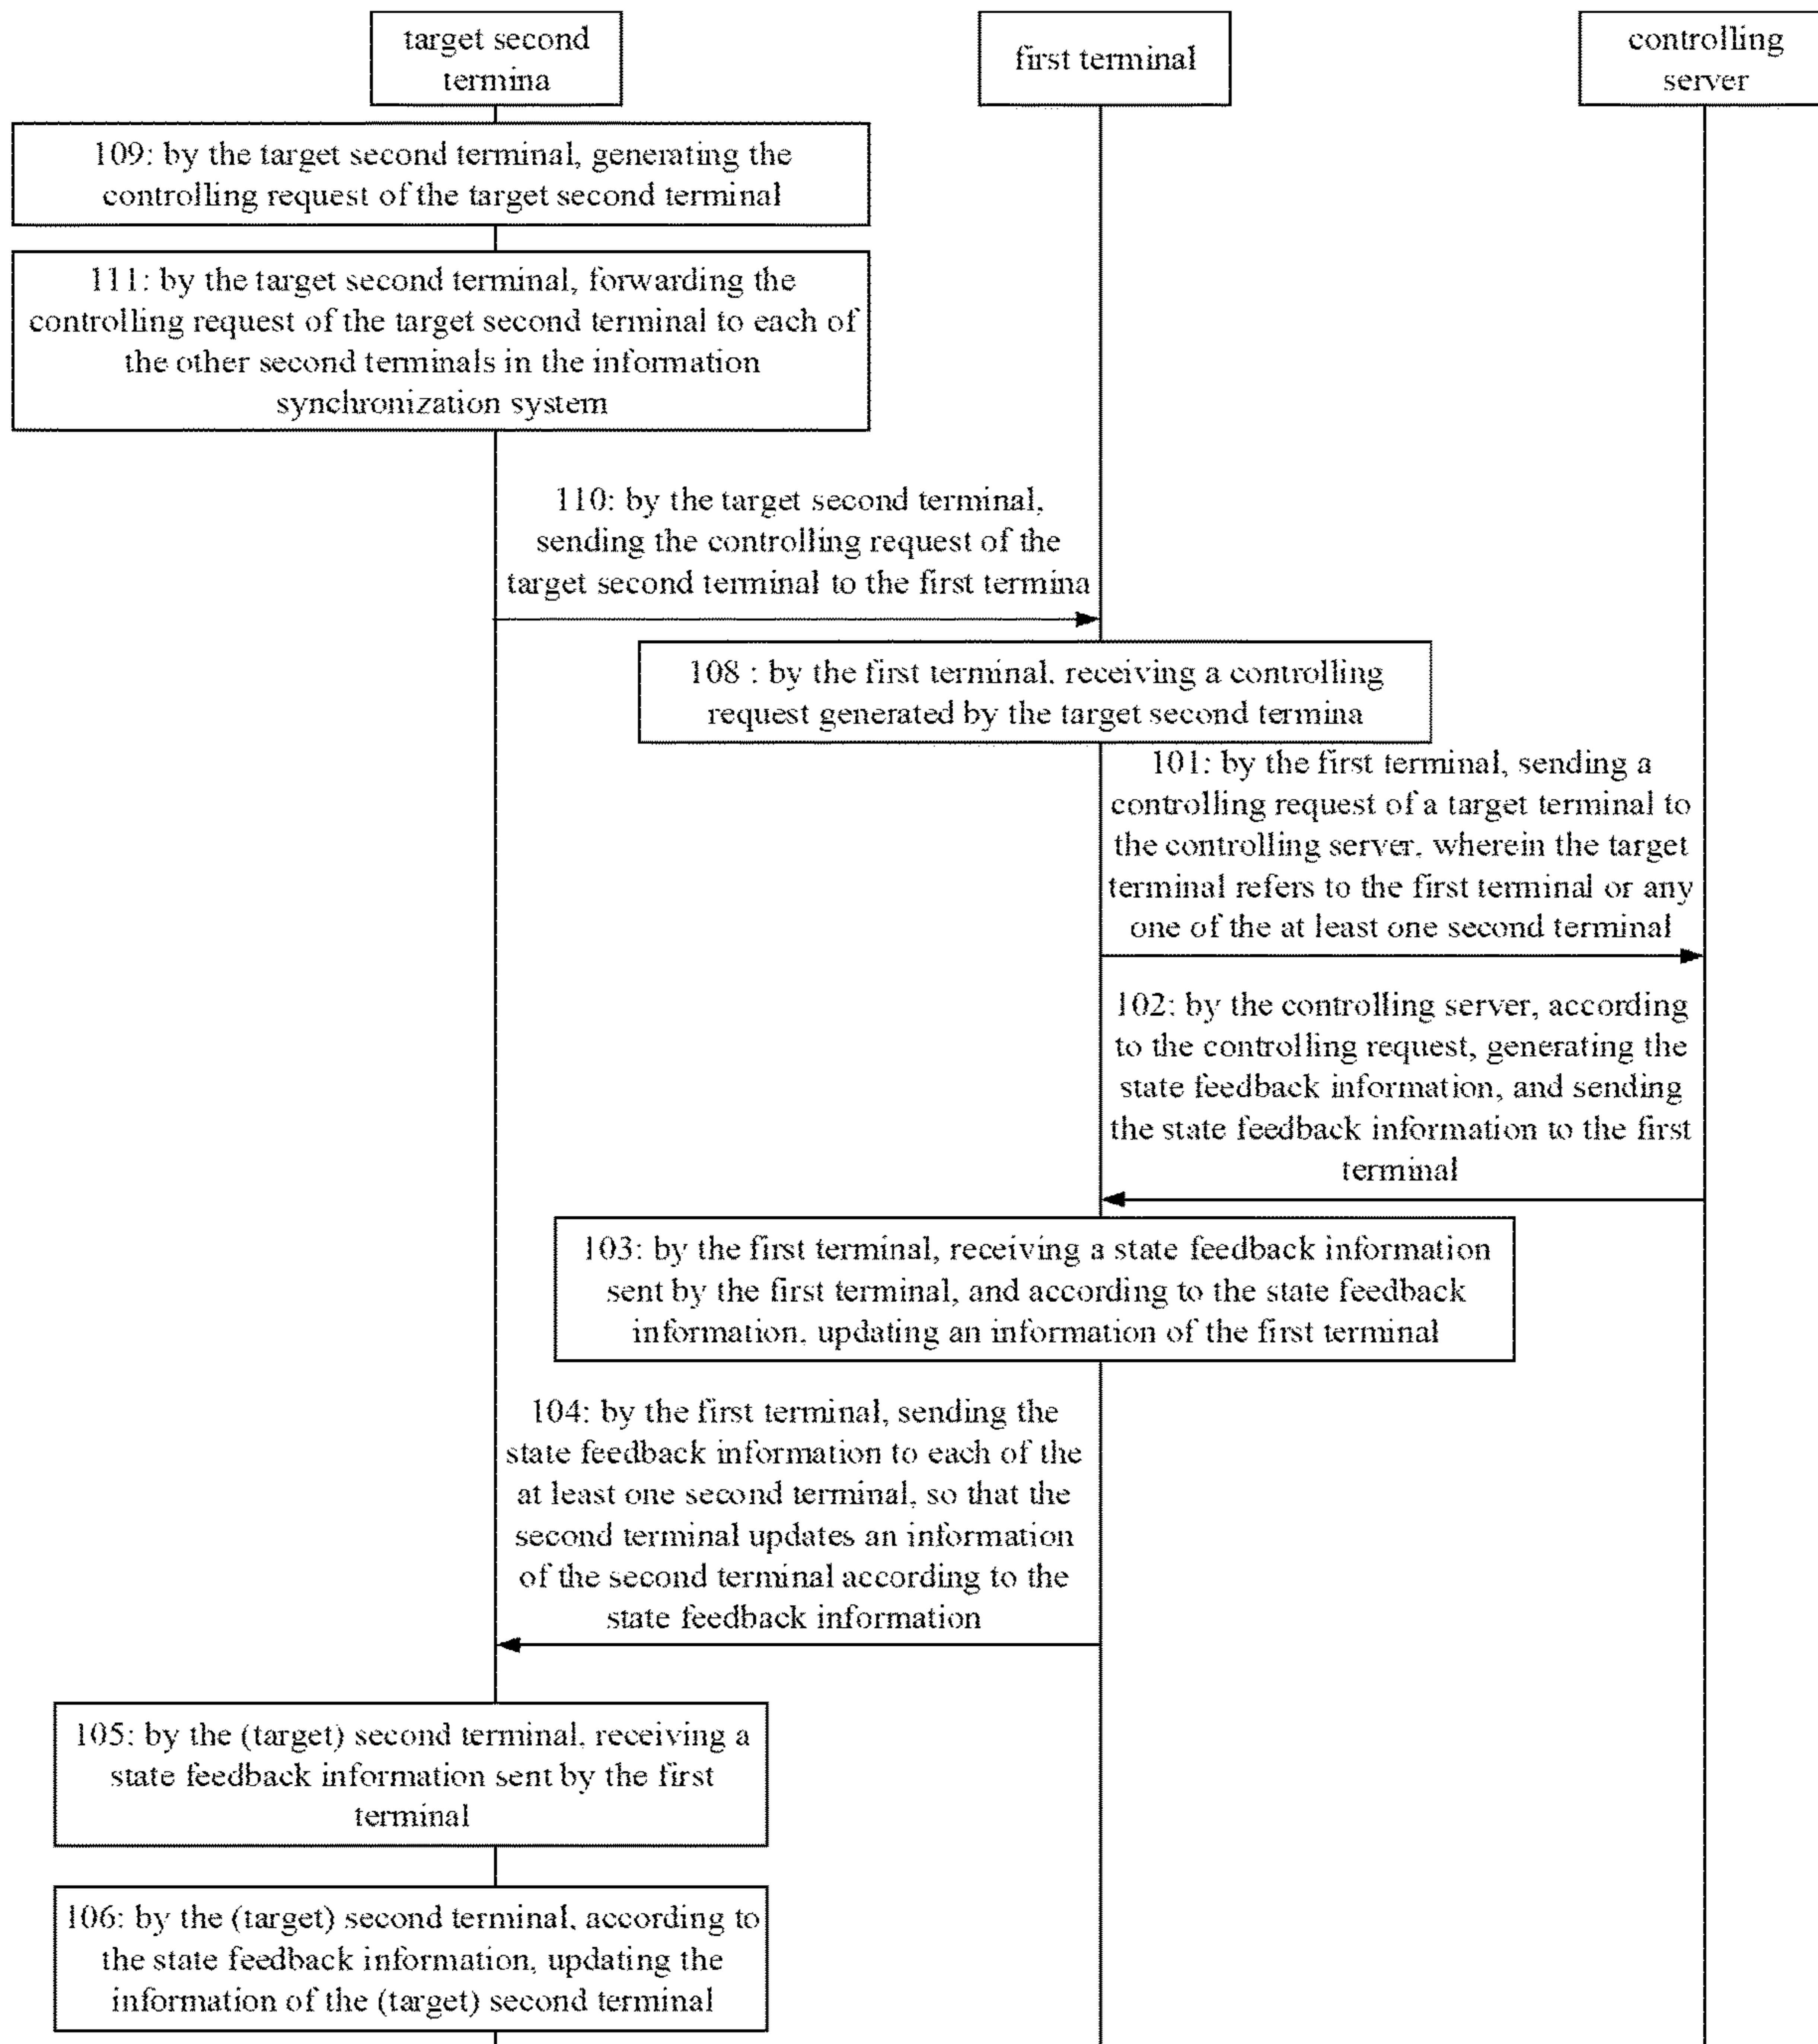 target second
termina
first terminal
controlling
server
109: by the target second terminal, generating the
controlling request of the target second terminal
111: by the target second terminal, forwarding the
controlling request of the target second terminal to each of
the other second terminals in the information
synchronization system
110: by the target second terminal,
sending the controlling request of the
target second terminal to the first termina
108 : by the first terminal, receiving a controlling
request generated by the target second termina
101: by the first terminal, sending a
controlling request of a target terminal to
the controlling server, wherein the target
terminal refers to the first terminal or any
one of the at least one second terminal
102: by the controlling server, according
to the controlling request, generating the
state feedback information, and sending
the state feedback information to the first
terminal
103: by the first terminal, receiving a state feedback information
sent by the first terminal, and according to the state feedback
information, updating an information of the first terminal
104: by the first terminal, sending the
state feedback information to each of the
at least one second terminal, so that the
second terminal updates an information
of the second terminal according to the
state feedback information
105: by the (target) second terminal, receiving a
state feedback information sent by the first
terminal
106: by the (target) second terminal, according to
the state feedback information, updating the
information of the (target) second terminal